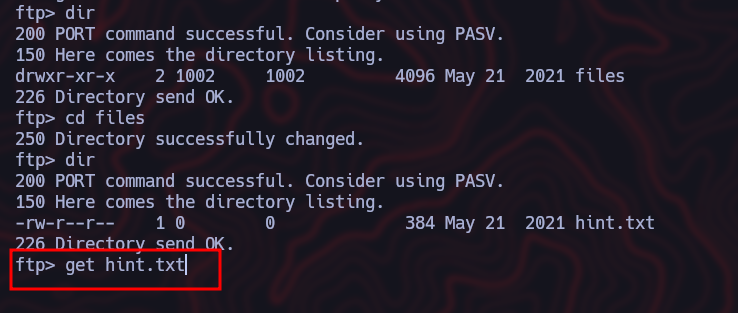 ftp> dir
200 PORT command successful. Consider using PASV.
150 Here comes the directory listing.
drwxr-xr-x    2 1002     1002         4096 May 21  2021 files
226 Directory send OK.
ftp> cd files
250 Directory successfully changed.
ftp> dir
200 PORT command successful. Consider using PASV.
150 Here comes the directory listing.
-rw-r--r--    1 0        0             384 May 21  2021 hint.txt
226 Directory send OK.
ftp> get hint.txt